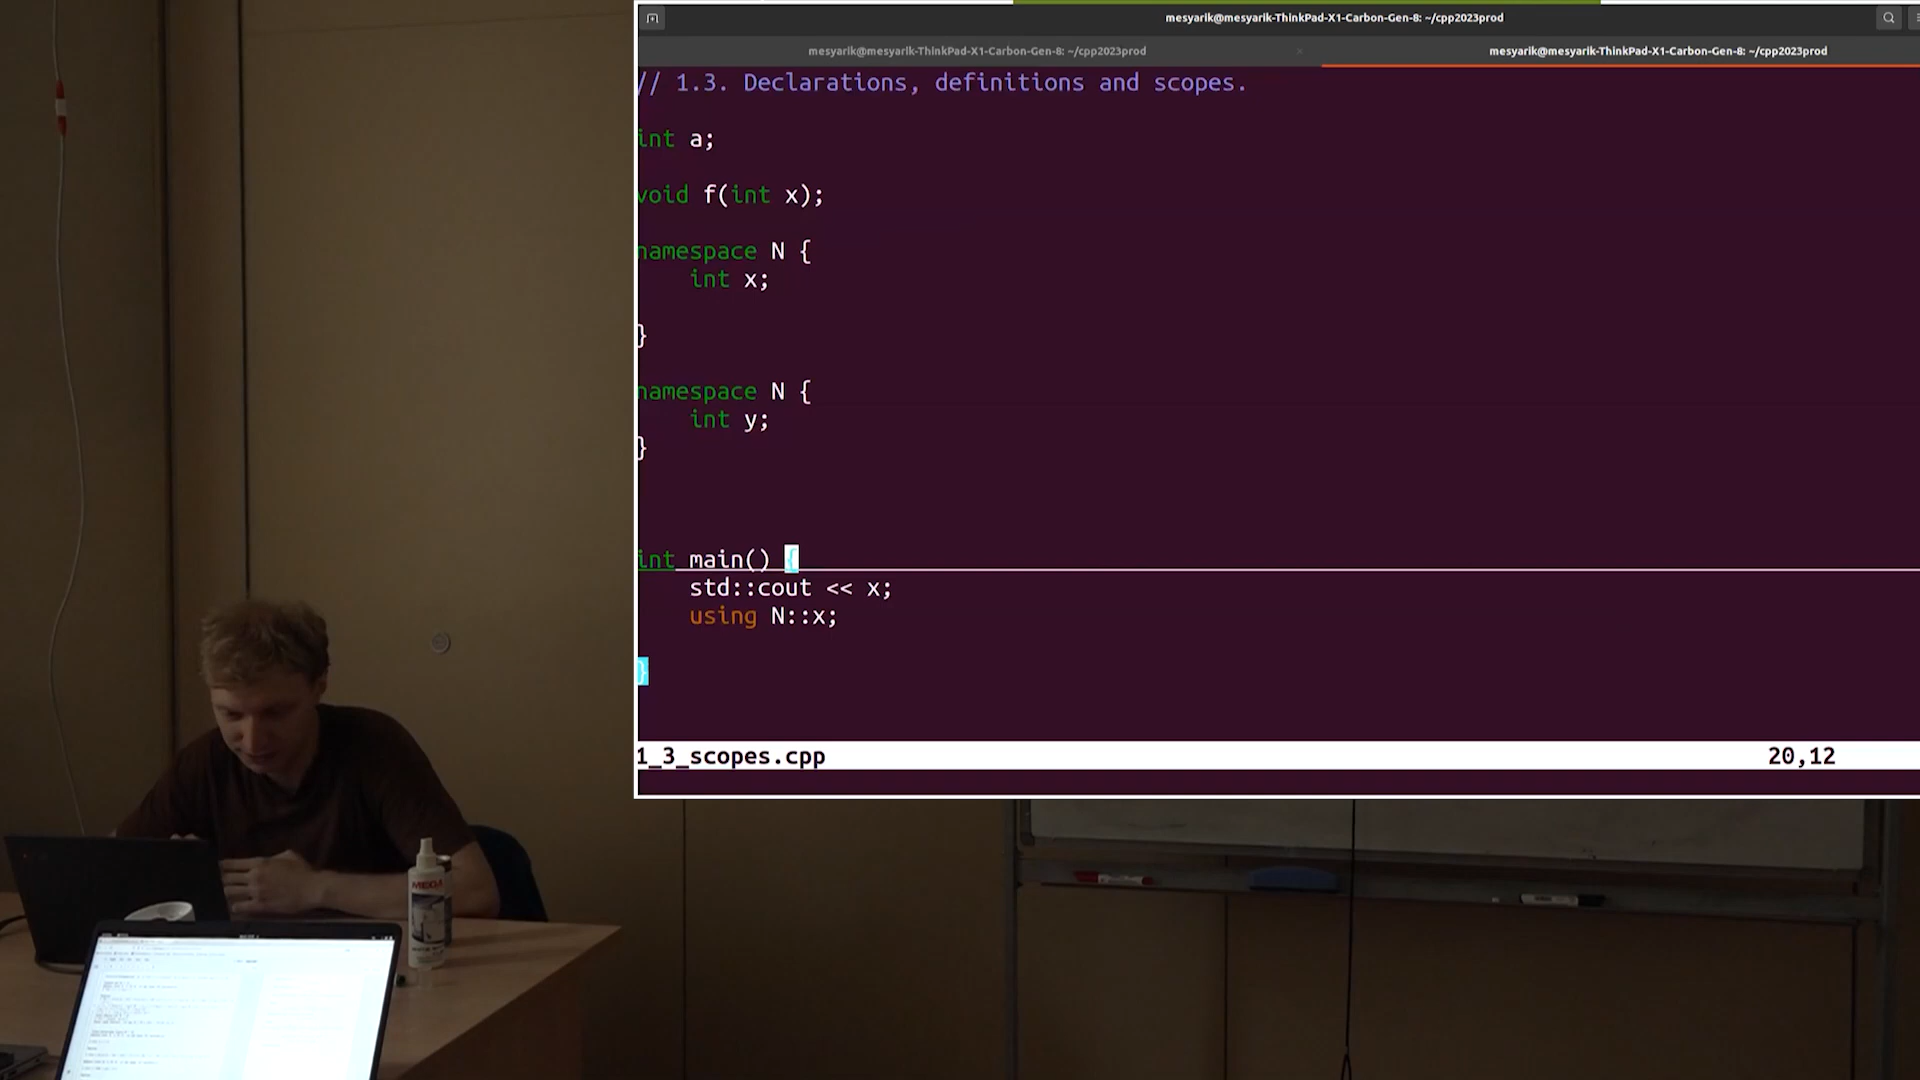 mesyarik@mesyarik-ThinkPad-X1-Carbon-Gen-8: ~/cpp2023prod
mesyarik@mesyarik-ThinkPad-X1-Carbon-Gen-8: ~/cpp2023prod
mesyarik@mesyarik-ThinkPad-X1-Carbon-Gen-8: ~/cpp2023prod
// 1.3. Declarations, definitions and scopes.
int a;
void f(int x);
namespace N {
int x;
}
namespace N {
int y;
}
int main() {
std::cout << x;
using N::x;
}
1_3_scopes.cpp
20,12
MEGA